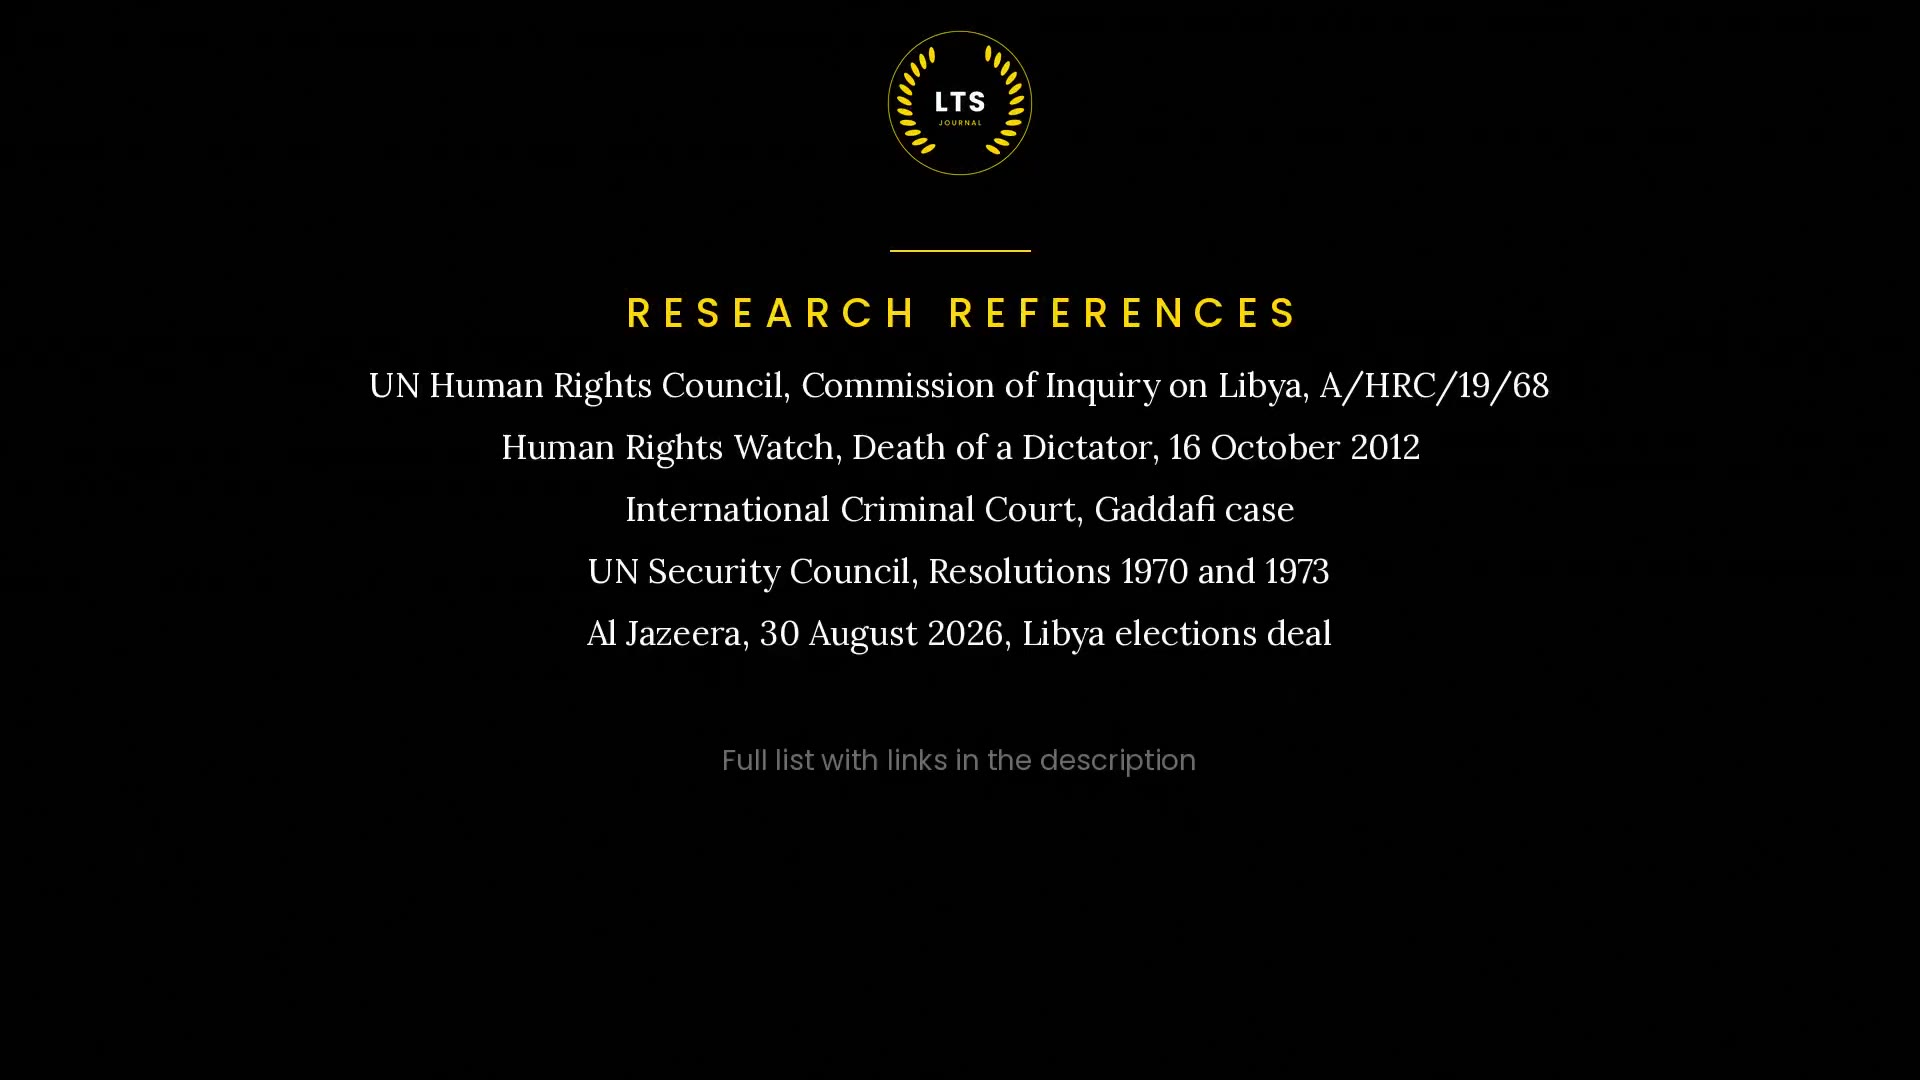 LTS
JOURNAL
RESEARCH REFERENCES
UN Human Rights Council, Commission of Inquiry on Libya, A/HRC/19/68
Human Rights Watch, Death of a Dictator, 16 October 2012
International Criminal Court, Gaddafi case
UN Security Council, Resolutions 1970 and 1973
Al Jazeera, 30 August 2026, Libya elections deal
Full list with links in the description